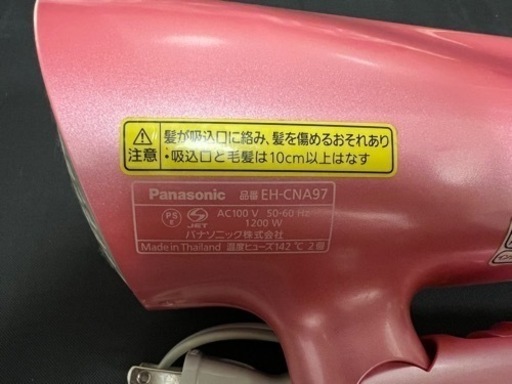 髪が吸込口に絡み、髪を傷めるおそれあり
注意 ・吸込口と毛髪は10cm以上はなす
Panasonic 品番 EH-CNA97
PS E JET
AC100 V 50-60 Hz
1200 W
パナソニック株式会社
Made in Thailand 温度ヒューズ142 ℃ 2 個